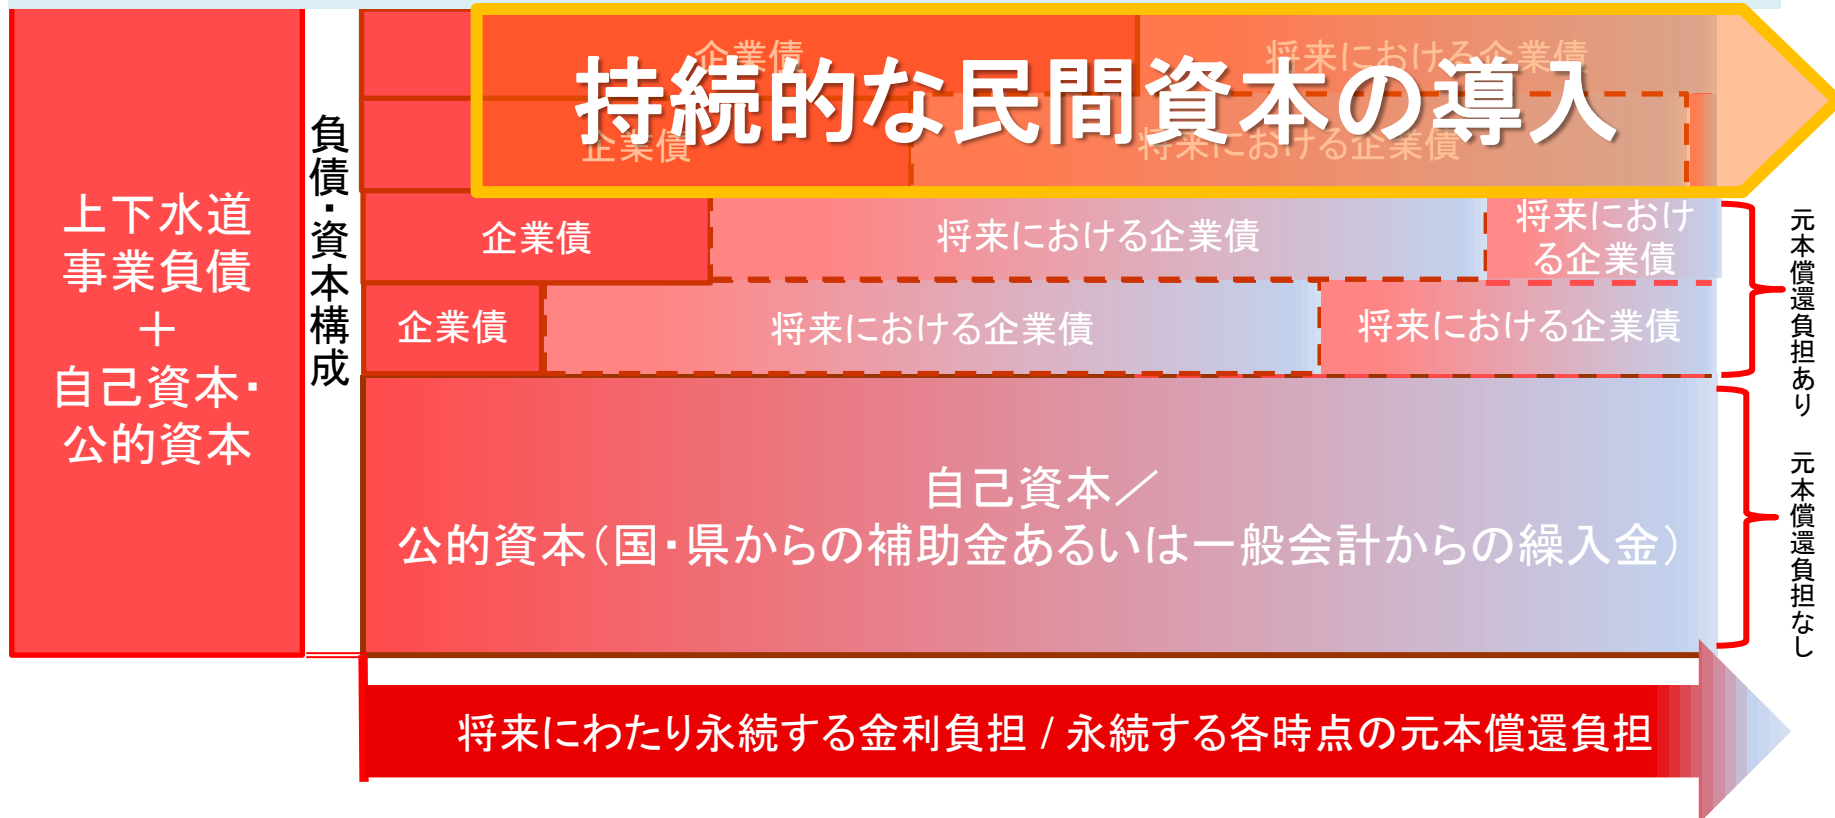 上下水道
事業負債
＋
自己資本・
公的資本
負債・資本構成
持続的な民間資本の導入
企業債
将来における企業債
企業債
将来における企業債
企業債
将来における企業債
将来におけ
る企業債
企業債
将来における企業債
将来における企業債
自己資本／
公的資本（国・県からの補助金あるいは一般会計からの繰入金）
元本償還負担あり
元本償還負担なし
将来にわたり永続する金利負担 / 永続する各時点の元本償還負担